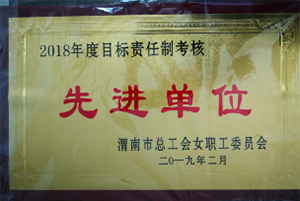 2018年度目标责任制考核
先进单位
渭南市总工会女职工委员会
二〇一九年二月